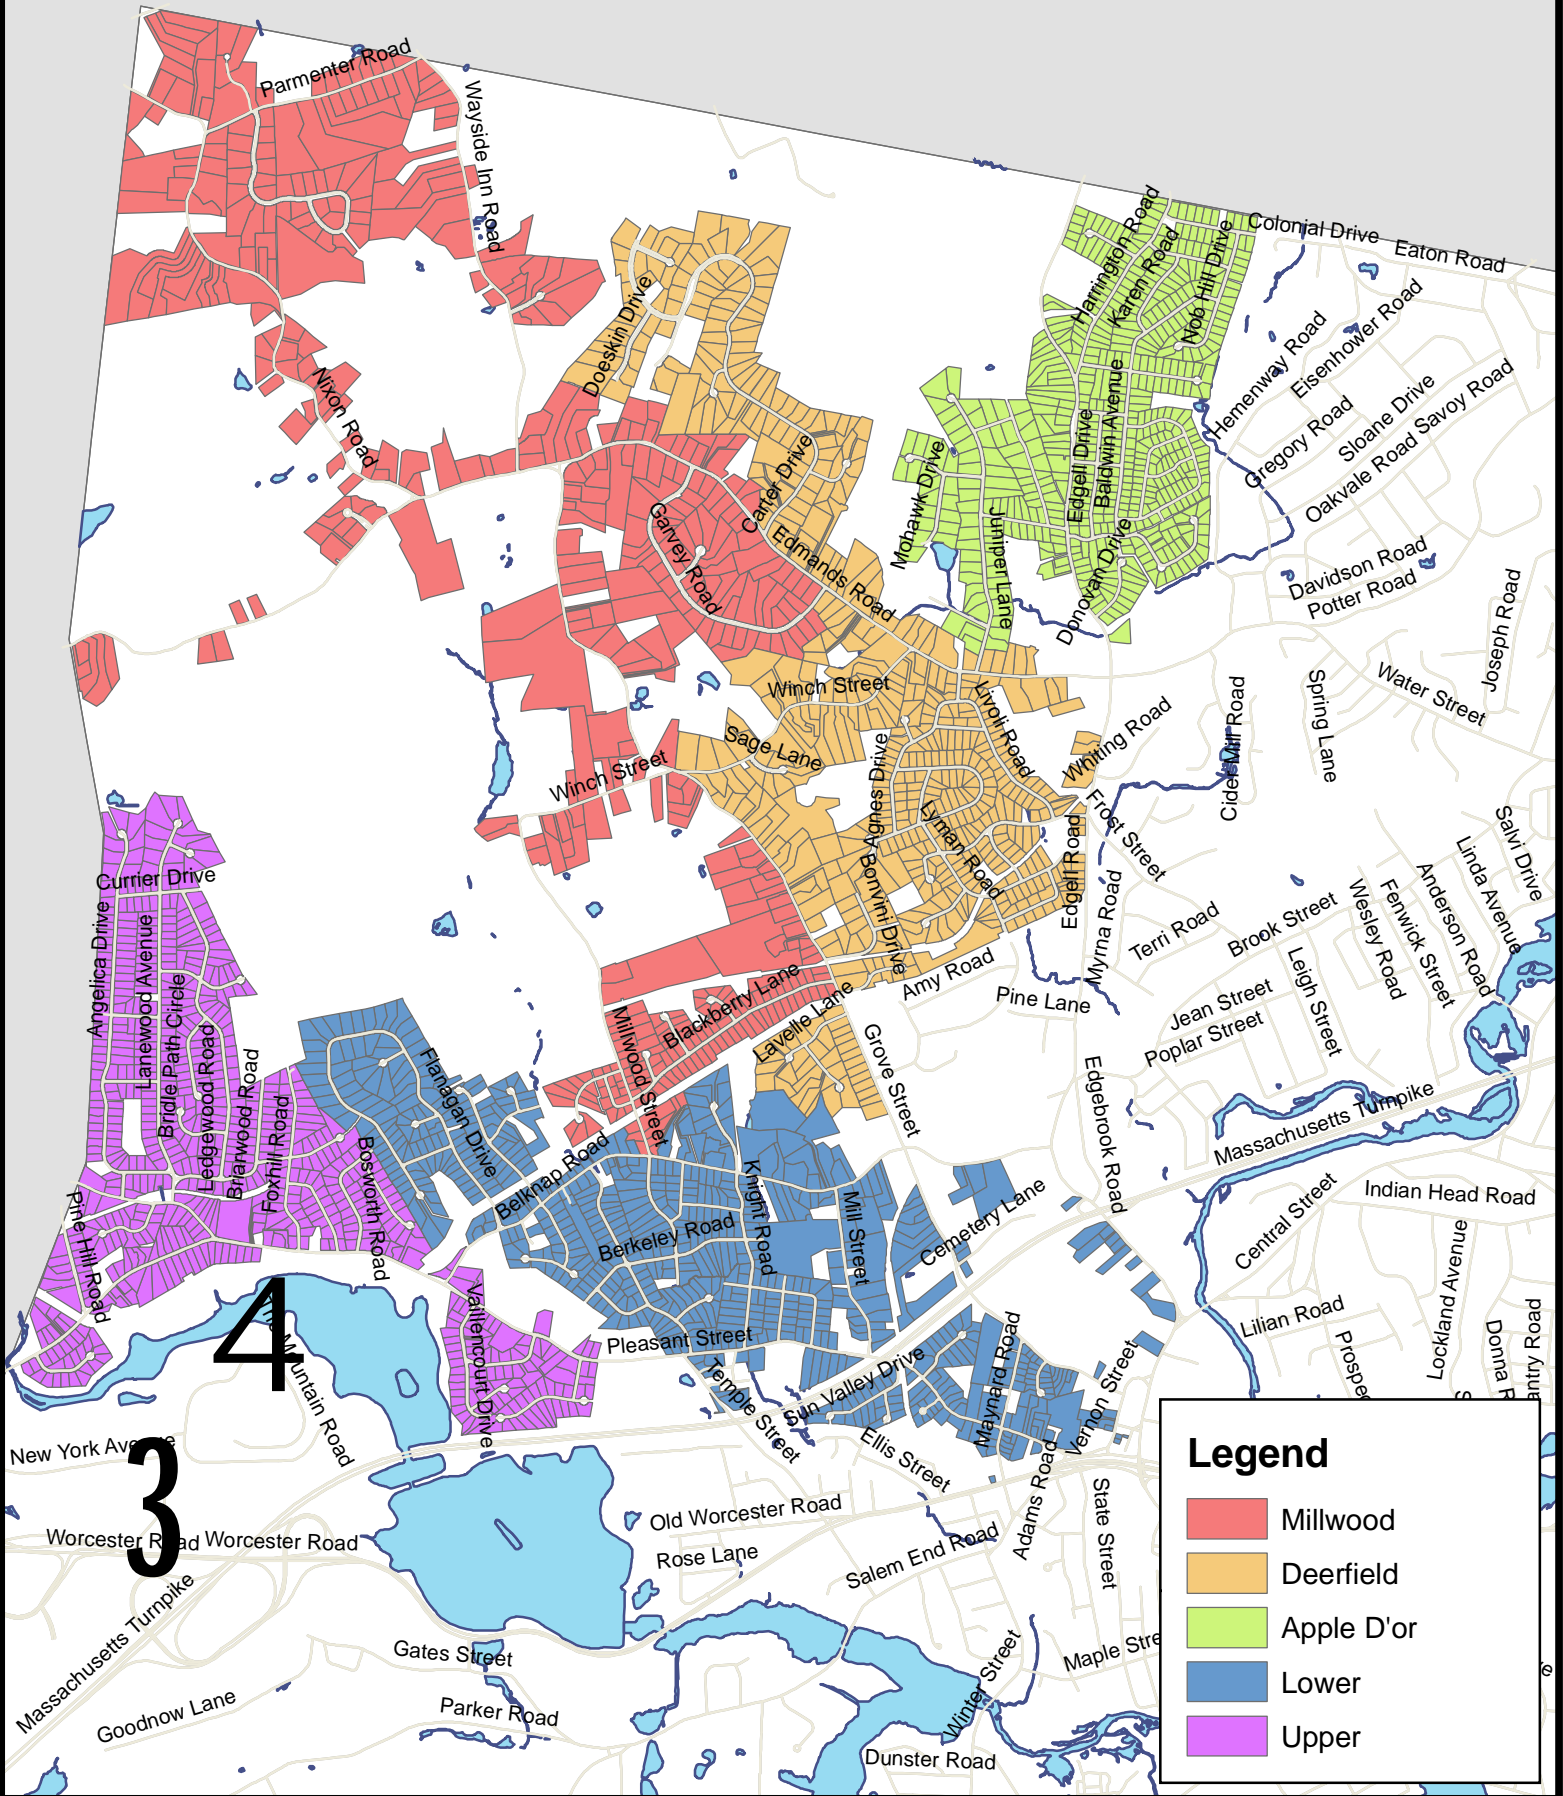 Parmenter Road
Wayside Inn Road
Colonial Drive
Eaton Road
Harrington Road
Karen Road
Nob Hill Drive
Doeskin Drive
Hemenway Road
Eisenhower Road
Nixon Road
Gregory Road
Sloane Drive
Oakvale Road
Savoy Road
Edgell Drive
Baldwin Avenue
Carter Drive
Mohawk Drive
Garvey Road
Edmands Road
Juniper Lane
Donovan Drive
Davidson Road
Potter Road
Joseph Road
Winch Street
Livoli Road
Water Street
Spring Lane
Cider Mill Road
Whiting Road
Sage Lane
Winch Street
Agnes Drive
Lyman Road
Frost Street
Edgell Road
Bonvini Drive
Myrna Road
Terri Road
Brook Street
Wesley Road
Fenwick Street
Anderson Road
Linda Avenue
Salvi Drive
Currier Drive
Angelica Drive
Lanewood Avenue
Bridle Path Circle
Ledgewood Road
Briarwood Road
Foxhill Road
Bosworth Road
Pine Hill Road
Amy Road
Pine Lane
Jean Street
Poplar Street
Leigh Street
Blackberry Lane
Millwood Street
Lavelle Lane
Grove Street
Edgebrook Road
Massachusetts Turnpike
Flanagan Drive
Belknap Road
Berkeley Road
Knight Road
Mill Street
Cemetery Lane
Central Street
Indian Head Road
Lockland Avenue
Lilian Road
Prospec
Donna R
antry Road
4
Mountain Road
Vaillencourt Drive
Pleasant Street
Temple Street
Sun Valley Drive
Maynard Road
Vernon Street
Ellis Street
Adams Road
State Street
New York Avenue
3
Worcester Road
Worcester Road
Old Worcester Road
Rose Lane
Salem End Road
Massachusetts Turnpike
Gates Street
Goodnow Lane
Parker Road
Winter Street
Maple Stre
Dunster Road
Legend
Millwood
Deerfield
Apple D'or
Lower
Upper